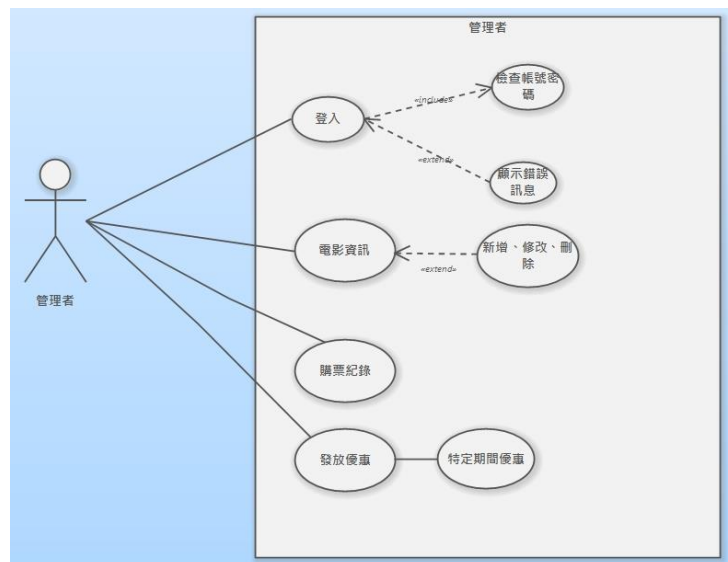 管理者
檢查帳號密
碼
«includes»
登入
«extend»
顯示錯誤
訊息
電影資訊
新增、修改、刪
除
«extend»
管理者
購票紀錄
發放優惠
特定期間優惠